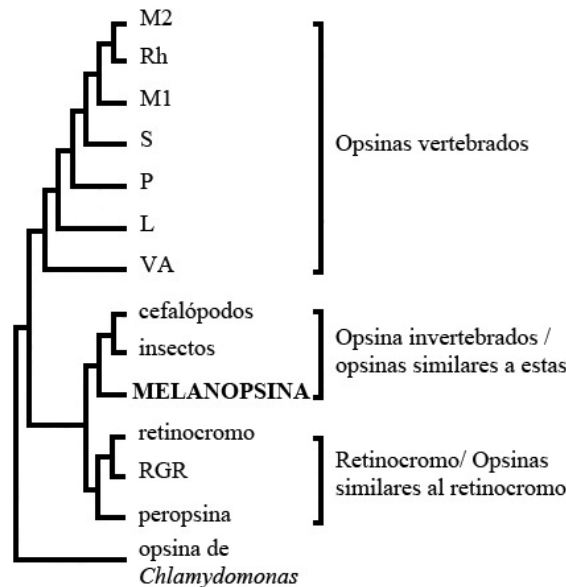 M2
Rh
M1
S
P
L
VA
Opsinas vertebrados
cefalópodos
insectos
MELANOPSINA
Opsina invertebrados /
opsinas similares a estas
retinocromo
RGR
peropsina
Retinocromo/ Opsinas
similares al retinocromo
opsina de
Chlamydomonas